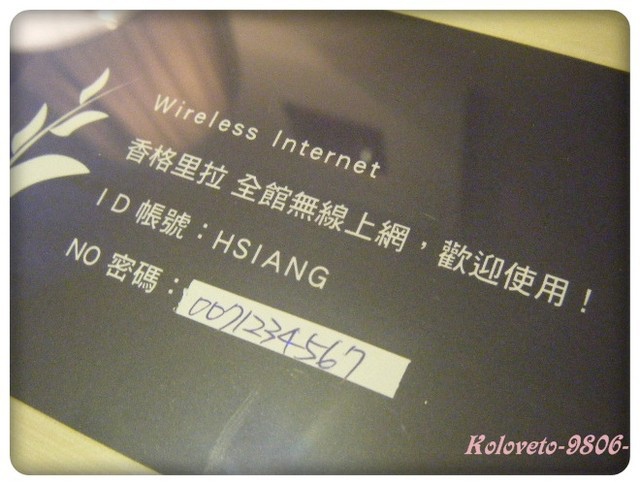 Wireless Internet
香格里拉 全館無線上網，歡迎使用！
ID 帳號：HSIANG
NO 密碼：0071234567
Koloveto-9806-